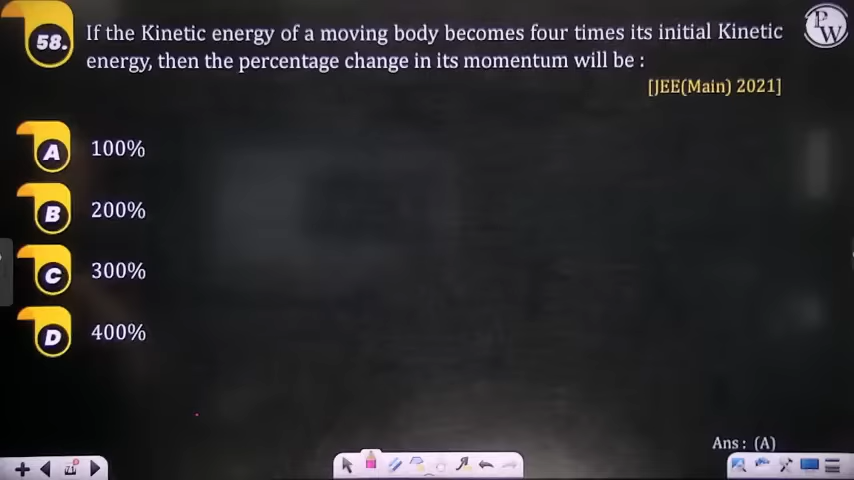 58.
If the Kinetic energy of a moving body becomes four times its initial Kinetic
energy, then the percentage change in its momentum will be :
[JEE(Main) 2021]
A 100%
B 200%
C 300%
D 400%
Ans : (A)
PW